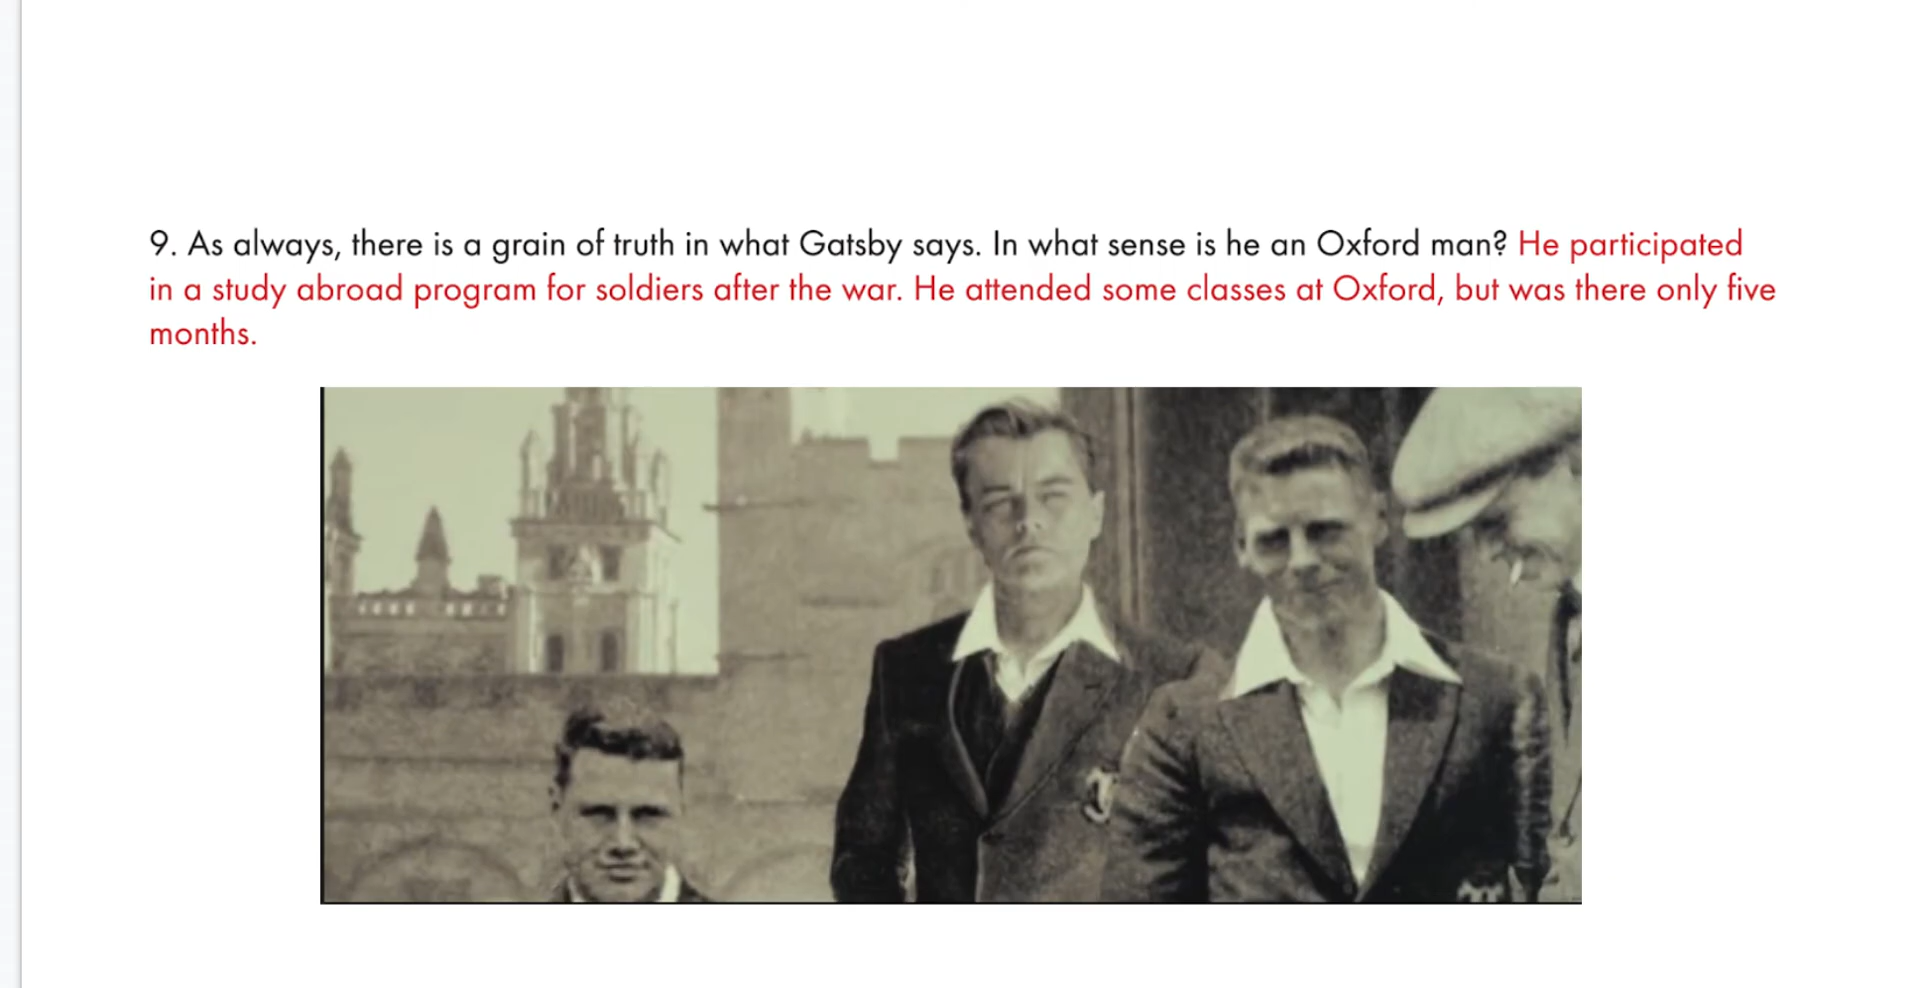 9. As always, there is a grain of truth in what Gatsby says. In what sense is he an Oxford man? He participated
in a study abroad program for soldiers after the war. He attended some classes at Oxford, but was there only five
months.